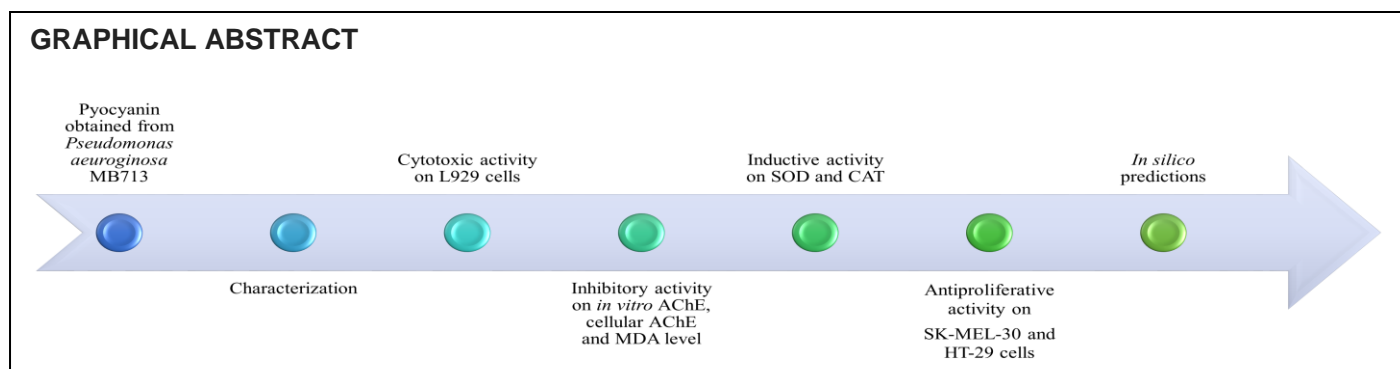 GRAPHICAL ABSTRACT
Pyocyanin
obtained from
Pseudomonas
aeuroginosa
MB713
Characterization
Cytotoxic activity
on L929 cells
Inhibitory activity
on in vitro AChE,
cellular AChE
and MDA level
Inductive activity
on SOD and CAT
Antiproliferative
activity on
SK-MEL-30 and
HT-29 cells
In silico
predictions